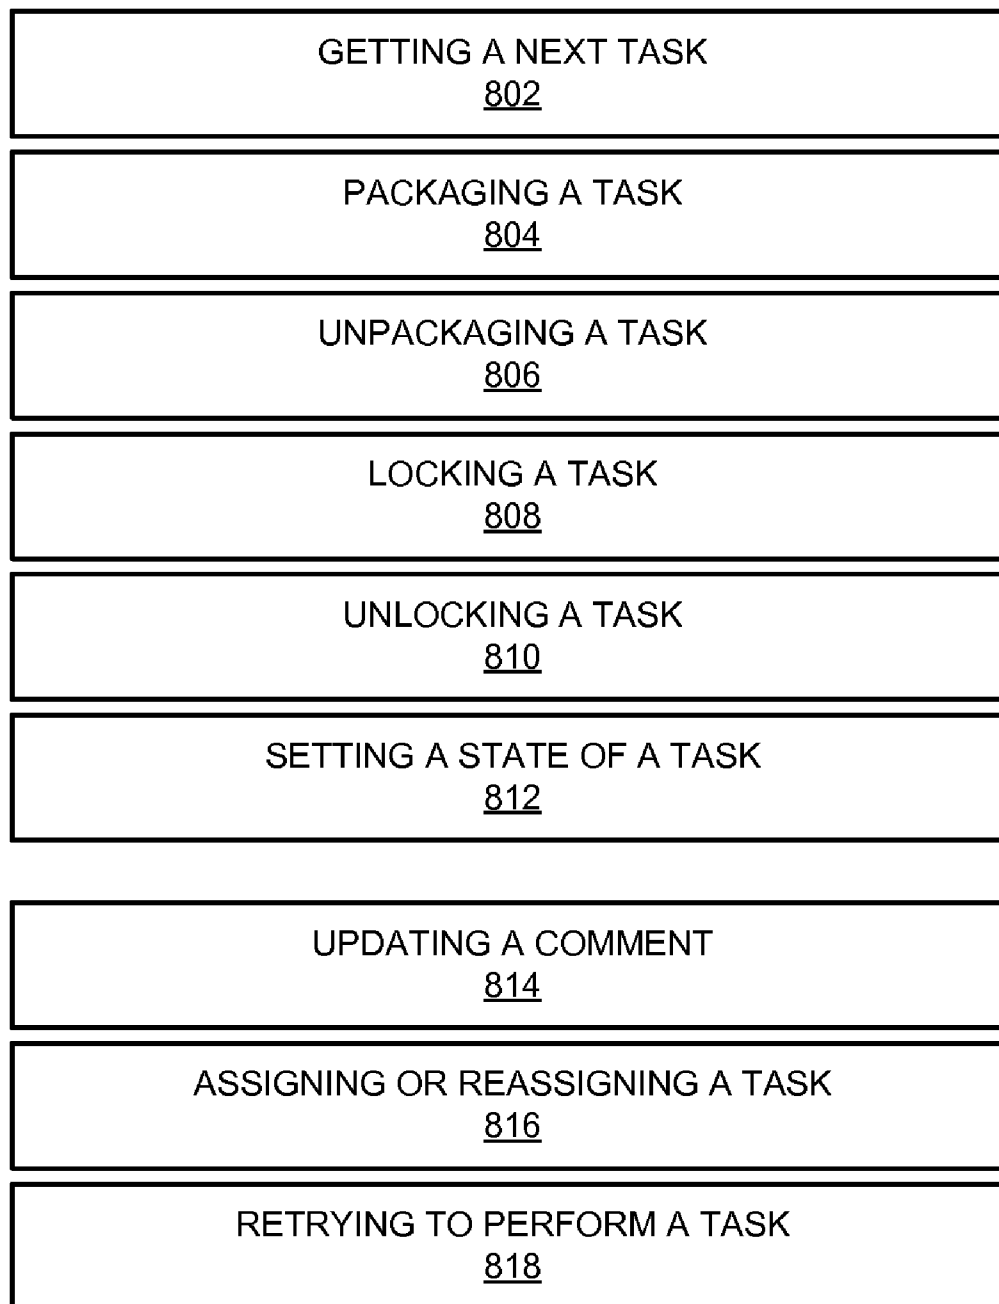 GETTING A NEXT TASK
802
PACKAGING A TASK
804
UNPACKAGING A TASK
806
LOCKING A TASK
808
UNLOCKING A TASK
810
SETTING A STATE OF A TASK
812
UPDATING A COMMENT
814
ASSIGNING OR REASSIGNING A TASK
816
RETRYING TO PERFORM A TASK
818